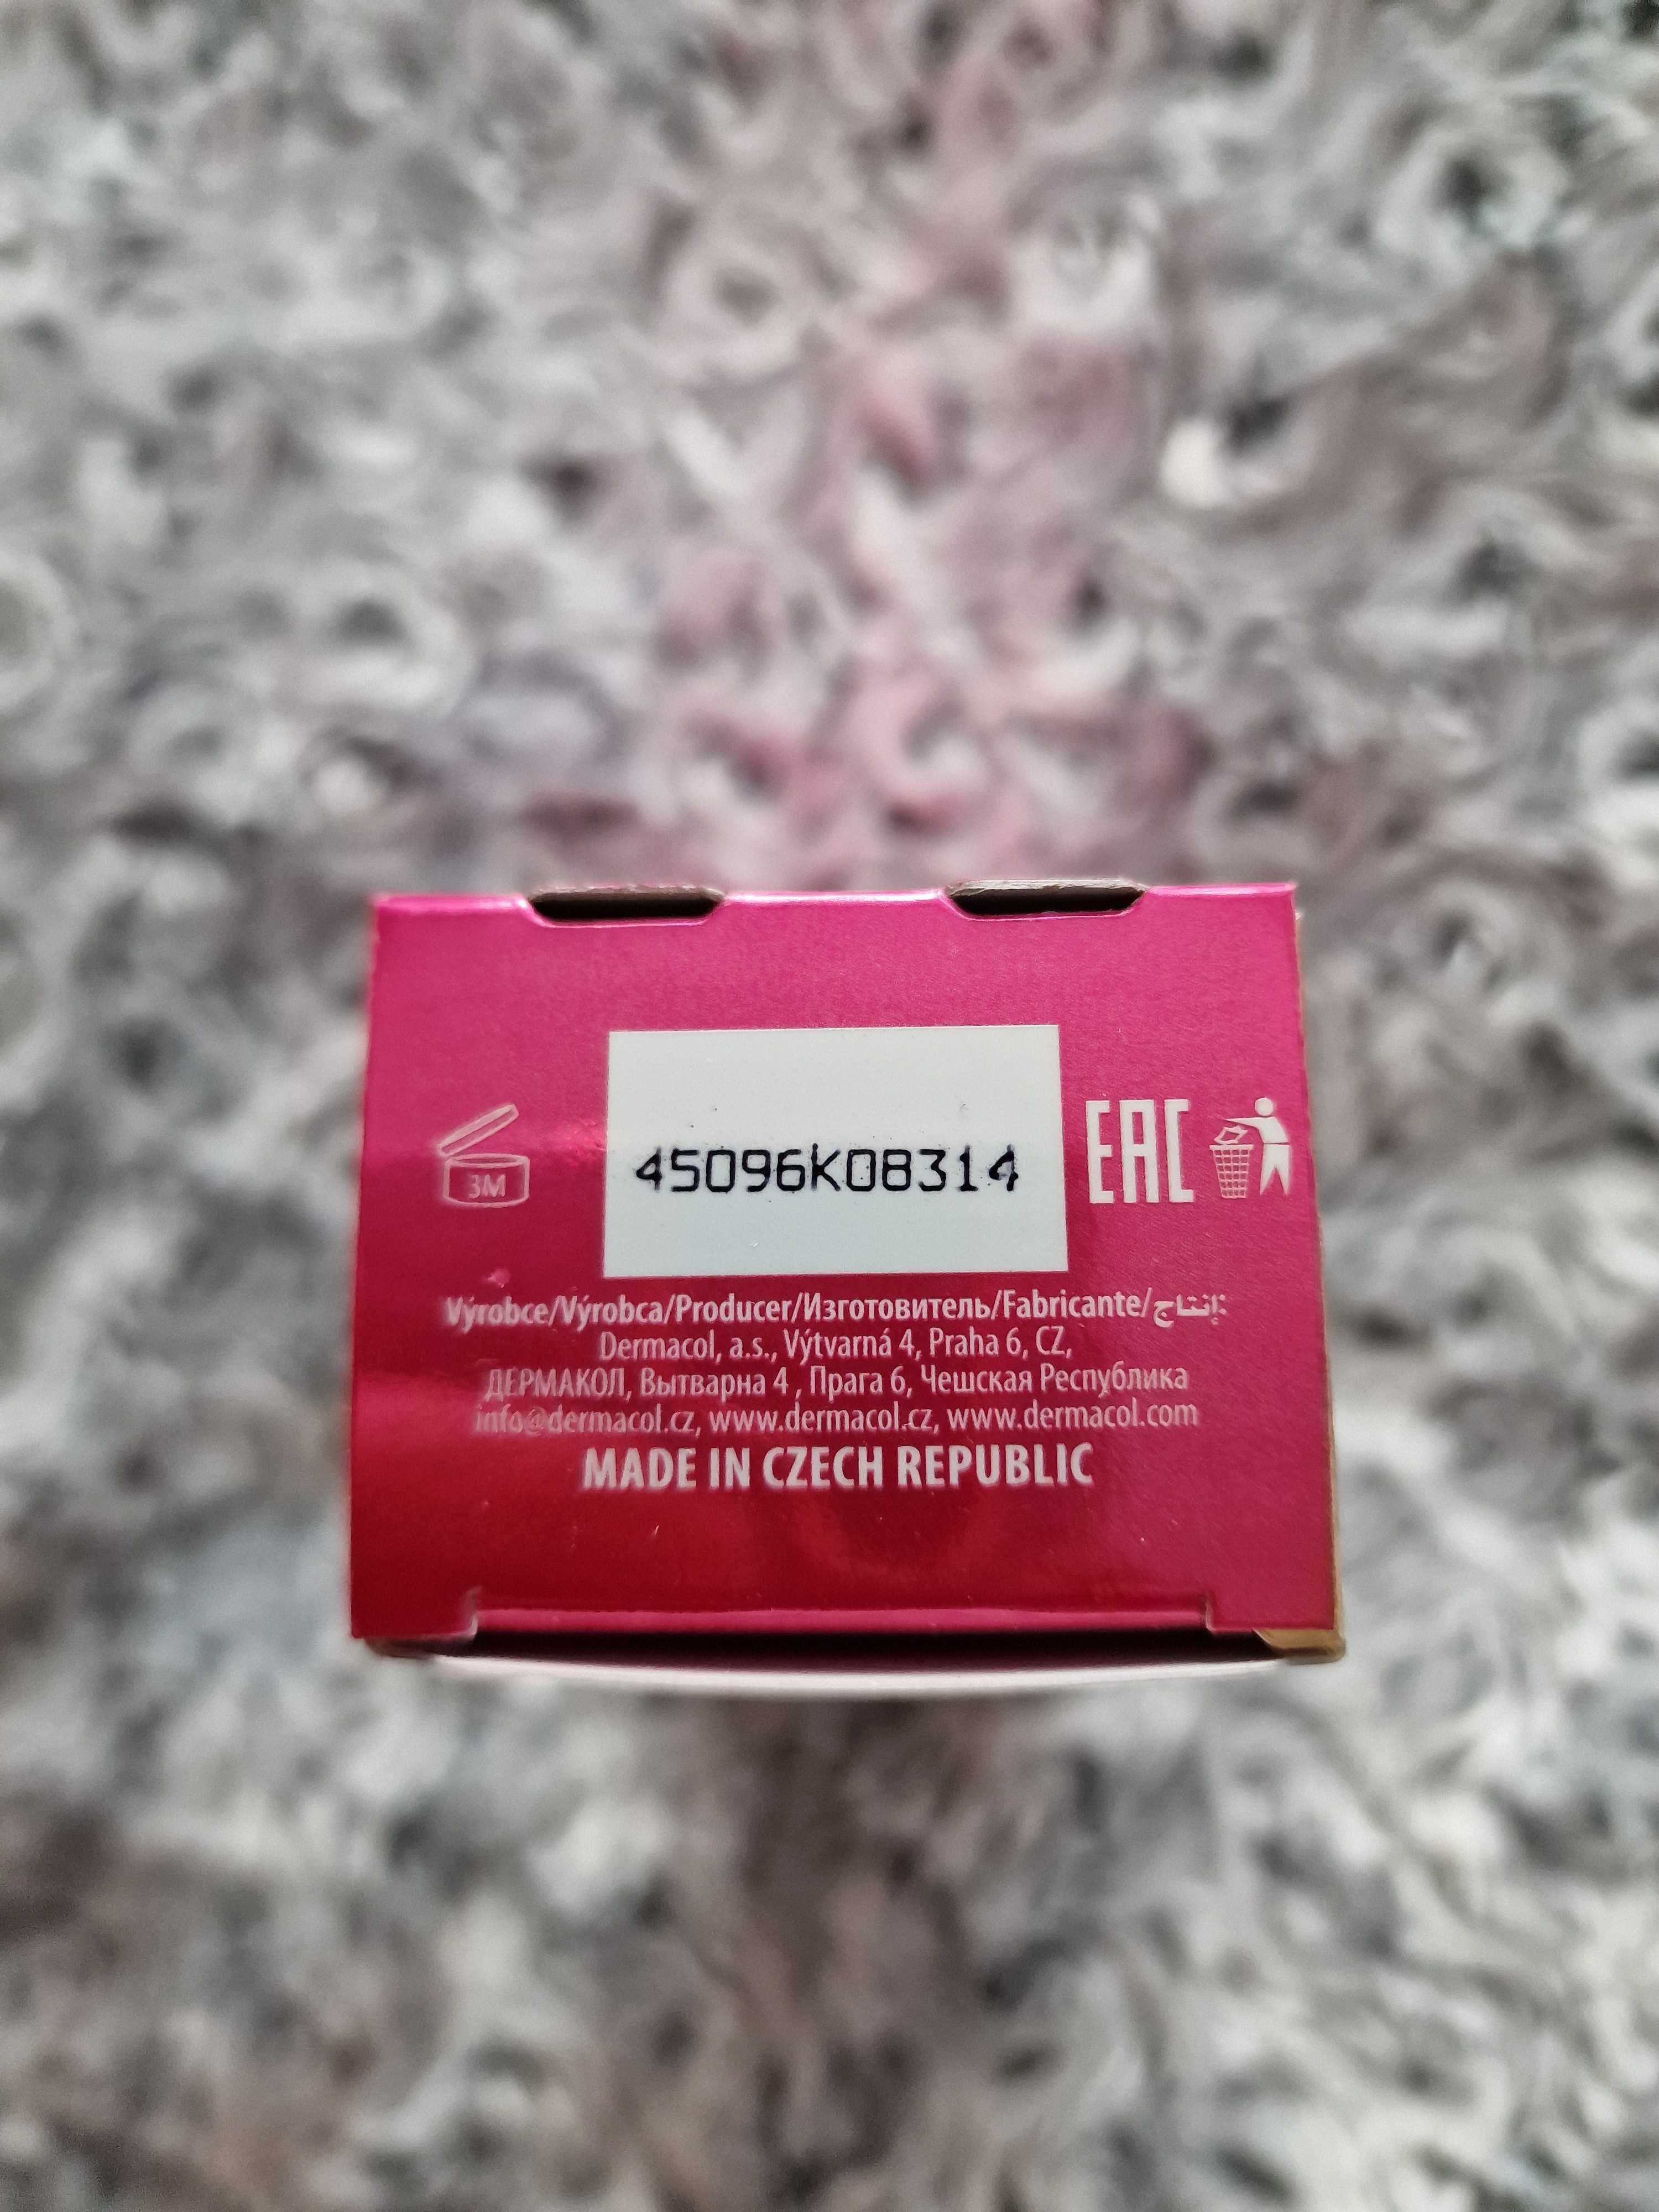 45096K08314
3M
EAC
Výrobce/Výrobca/Producer/Изготовитель/Fabricante/إنتاج:
Dermacol, a.s., Výtvarná 4, Praha 6, CZ,
ДЕРМАКОЛ, Вытварна 4 , Прага 6, Чешская Республика
info@dermacol.cz, www.dermacol.cz, www.dermacol.com
MADE IN CZECH REPUBLIC